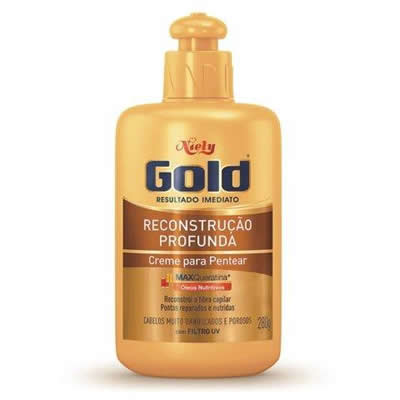 Niely
Gold
RESULTADO IMEDIATO
RECONSTRUÇÃO
PROFUNDA
Creme para Pentear
MAXQueratina*
Óleos Nutritivos
Reconstrói a fibra capilar
Pontas reparadas e nutridas
CABELOS MUITO DANIFICADOS E POROSOS
com FILTRO UV
280g